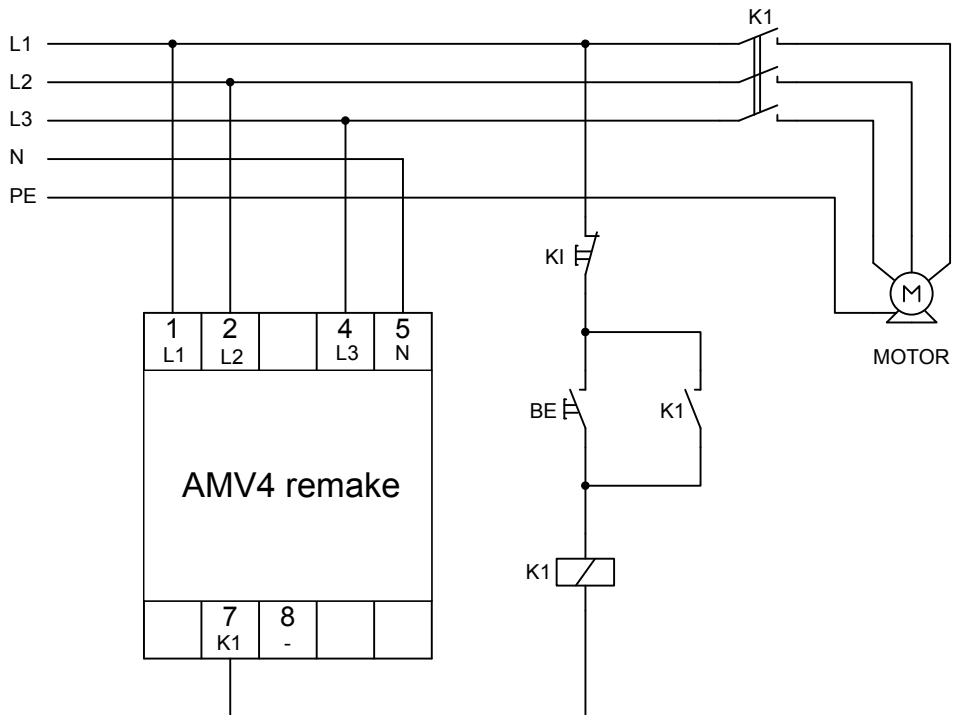 K1
L1
L2
L3
N
PE
KI
M
MOTOR
1 2 4 5
L1 L2 L3 N
BE
K1
AMV4 remake
K1
7 8
K1 -